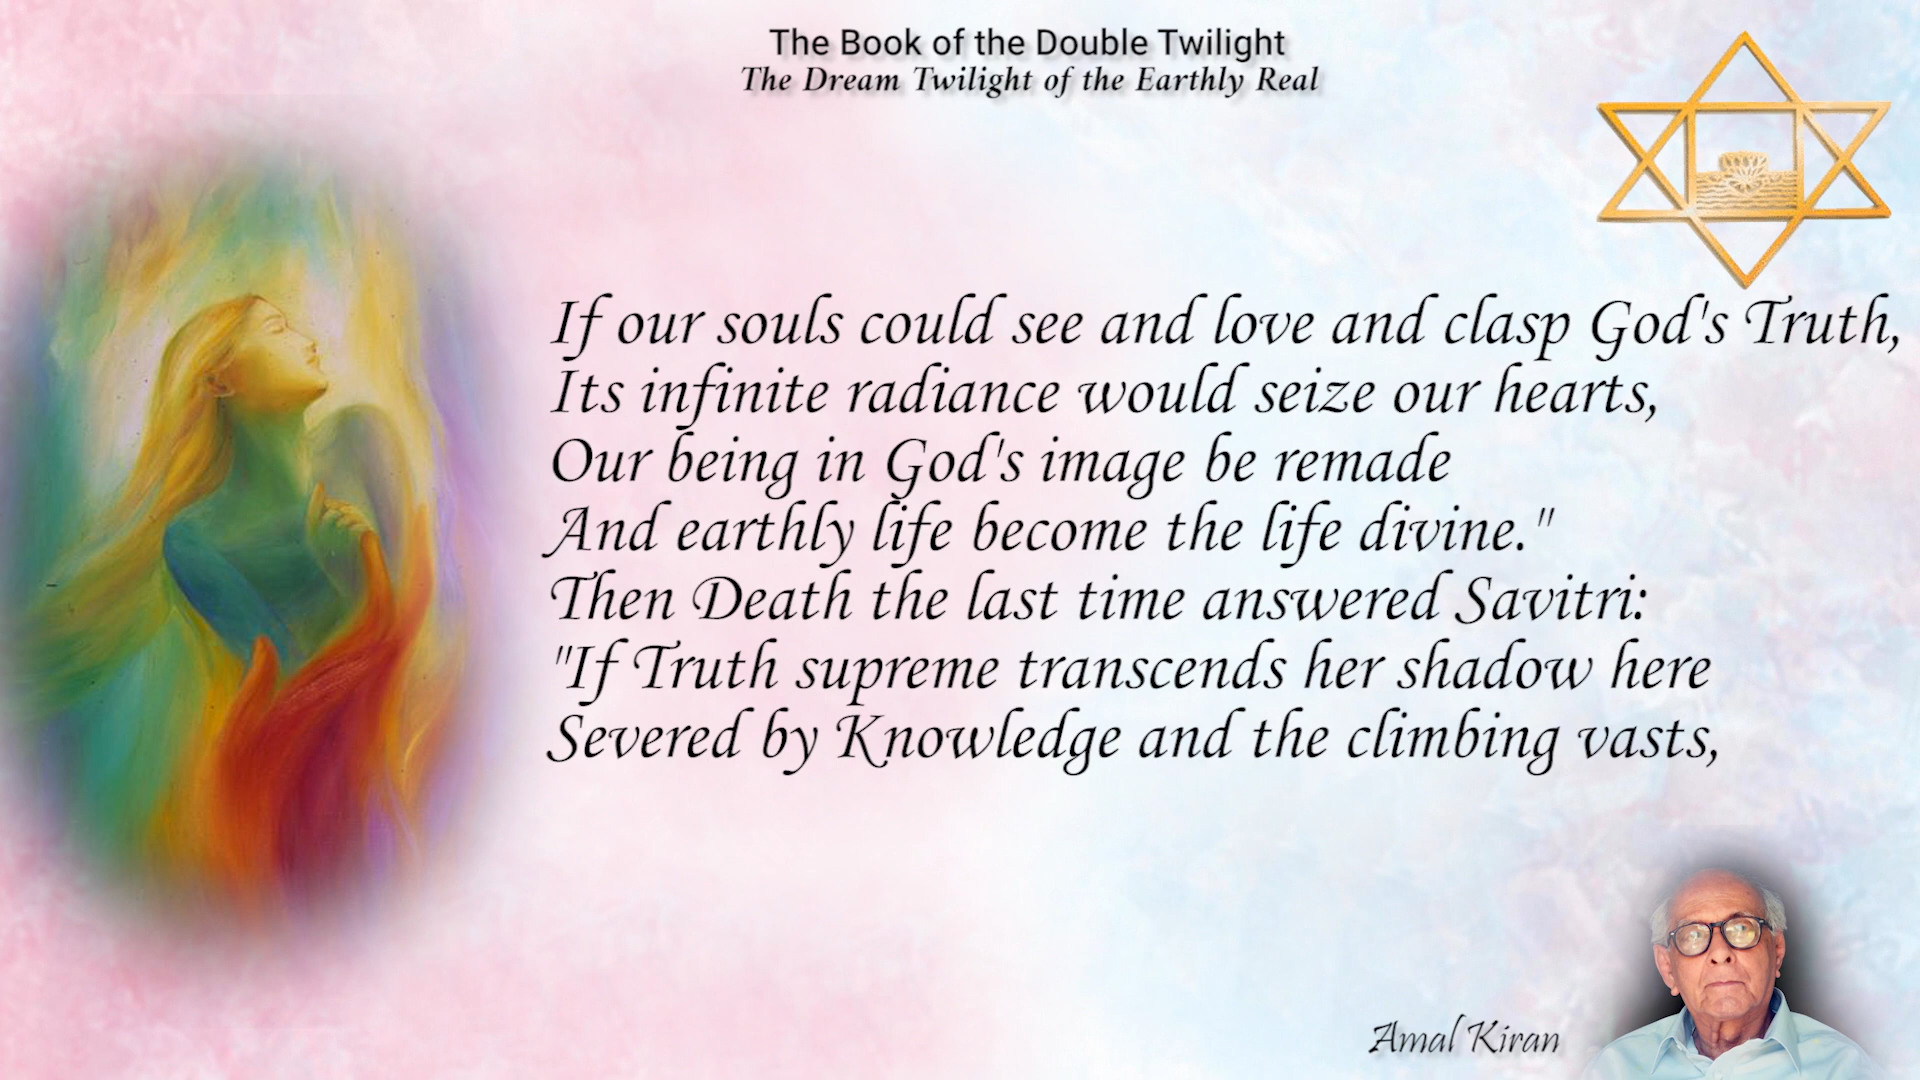 The Book of the Double Twilight
The Dream Twilight of the Earthly Real
If our souls could see and love and clasp God's Truth,
Its infinite radiance would seize our hearts,
Our being in God's image be remade
And earthly life become the life divine."
Then Death the last time answered Savitri:
"If Truth supreme transcends her shadow here
Severed by Knowledge and the climbing vasts,
Amal Kiran